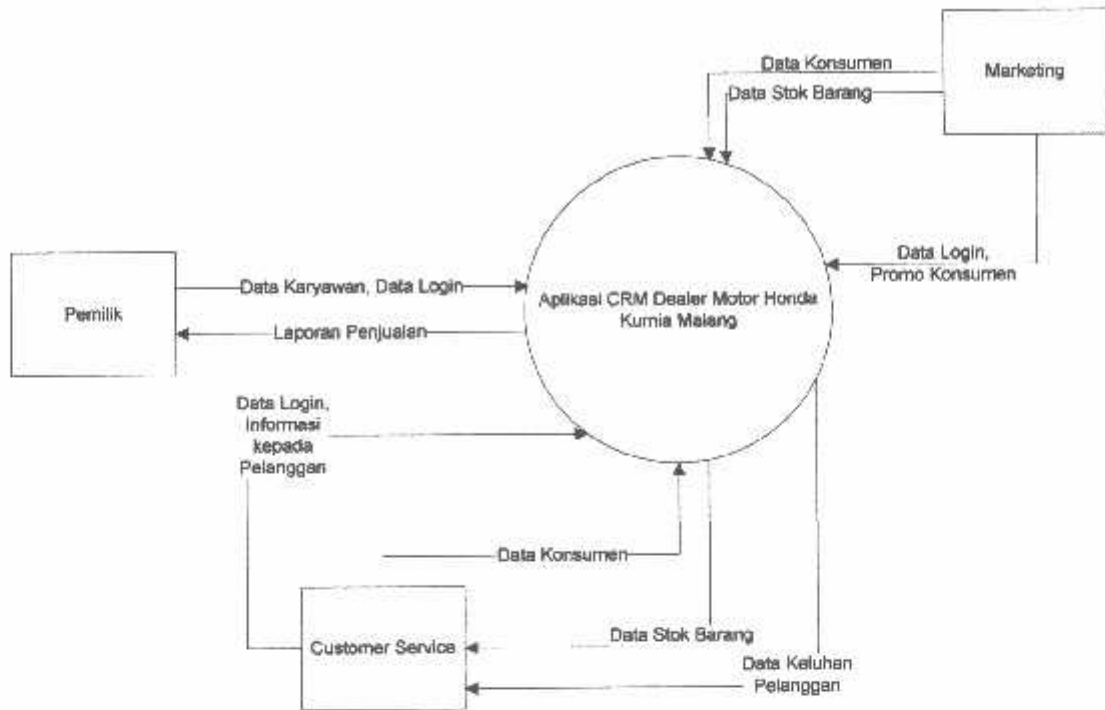 Data Konsumen
Marketing
Data Stok Barang
Data Login,
Promo Konsumen
Data Karyawan, Data Login
Aplikasi CRM Dealer Motor Honda
Kurnia Malang
Pemilik
Laporan Penjualan
Data Login,
Informasi
kepada
Pelanggan
Data Konsumen
Data Stok Barang
Customer Service
Data Keluhan
Pelanggan